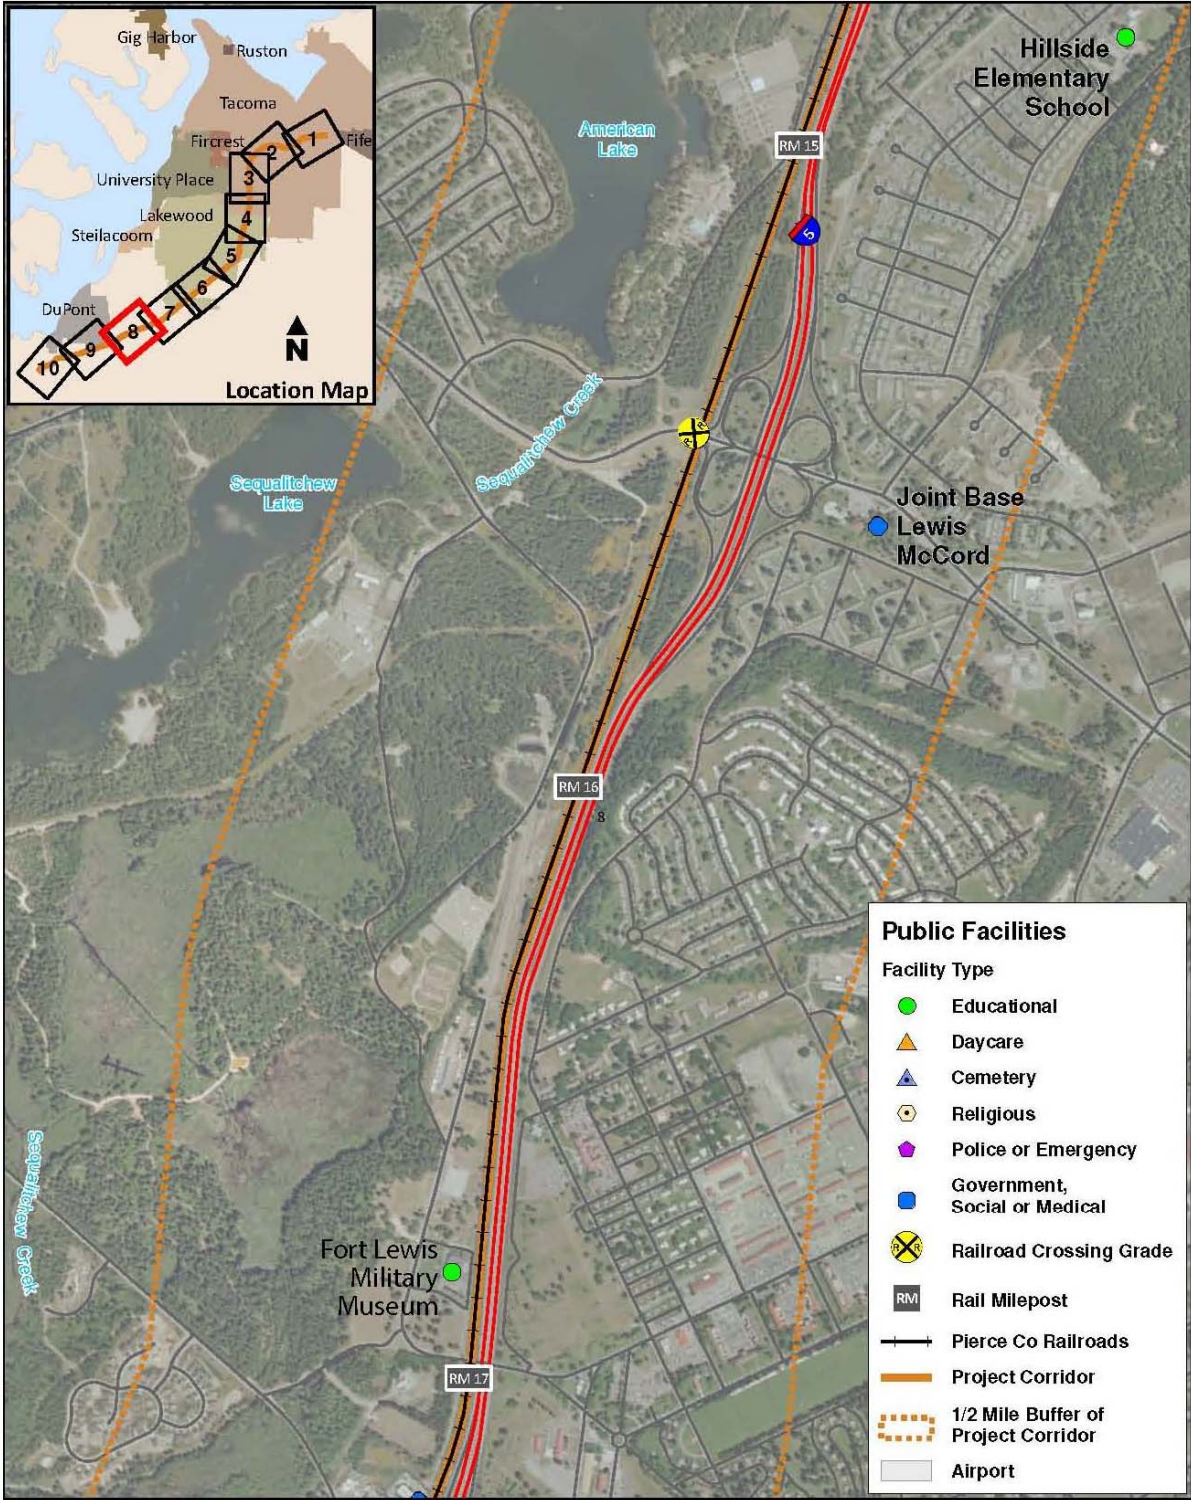 Gig Harbor
Ruston
Tacoma
Fircrest
Fife
2
1
University Place
3
Lakewood
4
Steilacoom
5
6
DuPont
7
8
9
10
N
Location Map
Hillside
Elementary
School
American
Lake
RM 15
5
Sequalitchew Creek
R R
Sequalitchew
Lake
Joint Base
Lewis
McCord
RM 16
8
Sequalitchew Creek
Fort Lewis
Military
Museum
RM 17
Public Facilities
Facility Type
Educational
Daycare
Cemetery
Religious
Police or Emergency
Government,
Social or Medical
R R
Railroad Crossing Grade
RM
Rail Milepost
Pierce Co Railroads
Project Corridor
1/2 Mile Buffer of
Project Corridor
Airport